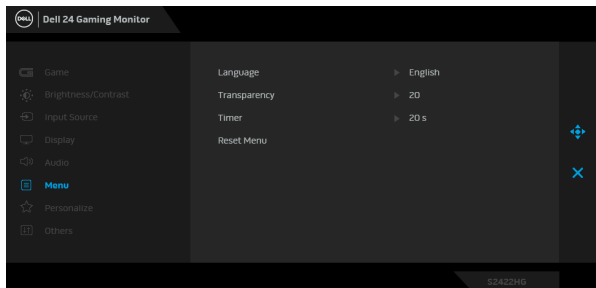 DELL
Dell 24 Gaming Monitor
Game
Brightness/Contrast
Input Source
Display
Audio
Menu
Personalize
Others
Language English
Transparency 20
Timer 20 s
Reset Menu
S2422HG